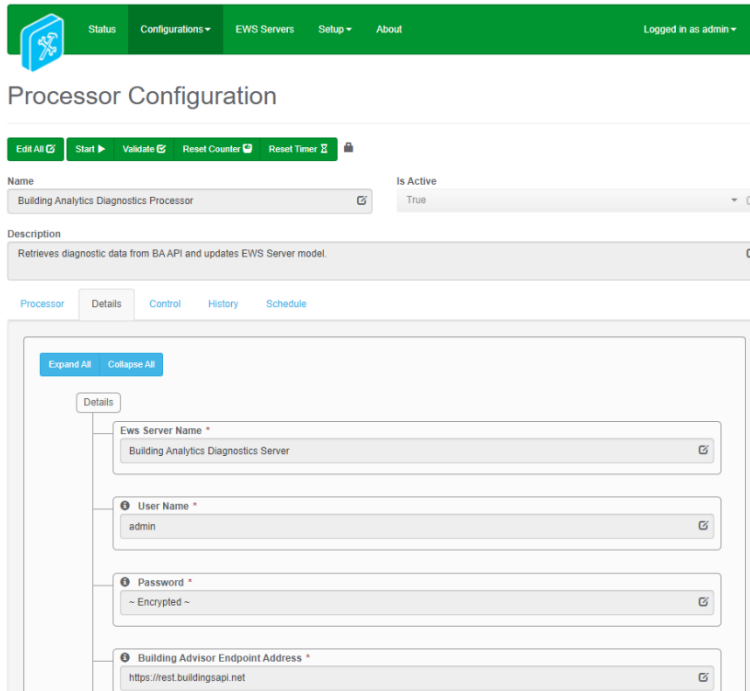 Status Configurations EWS Servers Setup About Logged in as admin
Processor Configuration
Edit All Start Validate Reset Counter Reset Timer
Name Is Active
Building Analytics Diagnostics Processor True
Description
Retrieves diagnostic data from BA API and updates EWS Server model.
Processor Details Control History Schedule
Expand All Collapse All
Details
Ews Server Name *
Building Analytics Diagnostics Server
User Name *
admin
Password *
~ Encrypted ~
Building Advisor Endpoint Address *
https://rest.buildingsapi.net